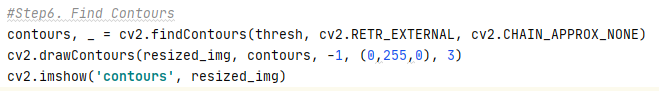 #Step6. Find Contours
contours, _ = cv2.findContours(thresh, cv2.RETR_EXTERNAL, cv2.CHAIN_APPROX_NONE)
cv2.drawContours(resized_img, contours, -1, (0,255,0), 3)
cv2.imshow('contours', resized_img)